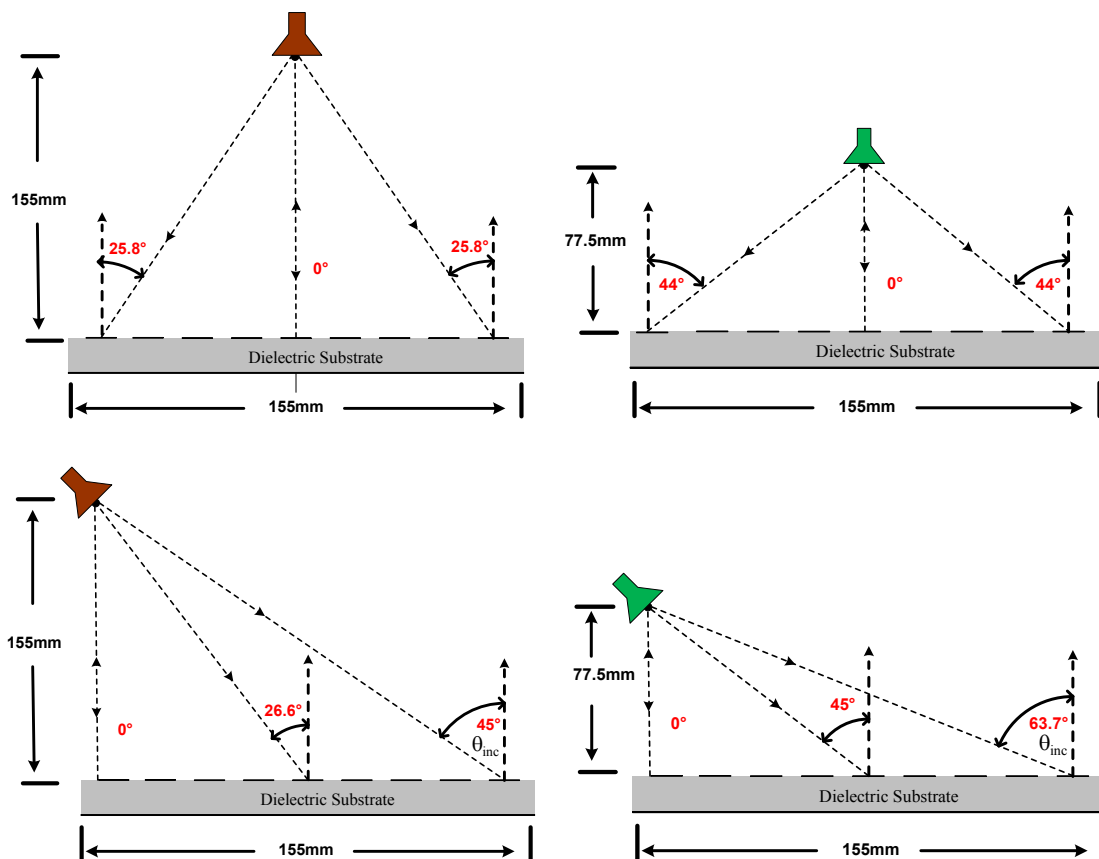 155mm
25.8°
0°
25.8°
Dielectric Substrate
155mm
77.5mm
44°
0°
44°
Dielectric Substrate
155mm
155mm
0°
26.6°
45°
θinc
Dielectric Substrate
155mm
77.5mm
0°
45°
63.7°
θinc
Dielectric Substrate
155mm